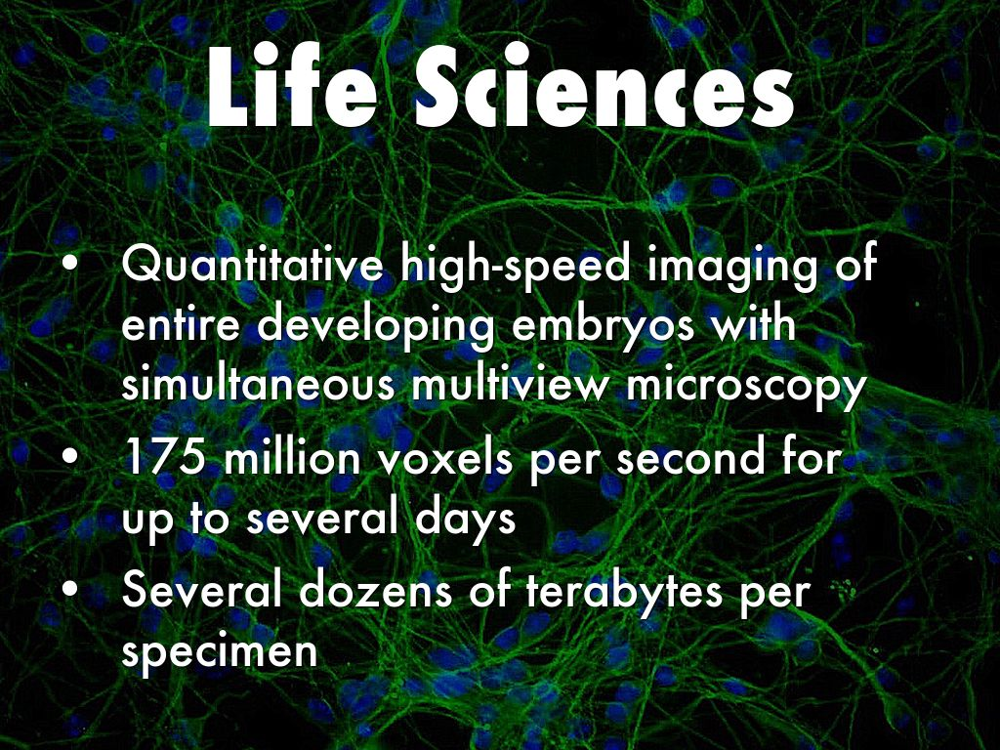 Life Sciences
• Quantitative high-speed imaging of
entire developing embryos with
simultaneous multiview microscopy
• 175 million voxels per second for
up to several days
• Several dozens of terabytes per
specimen